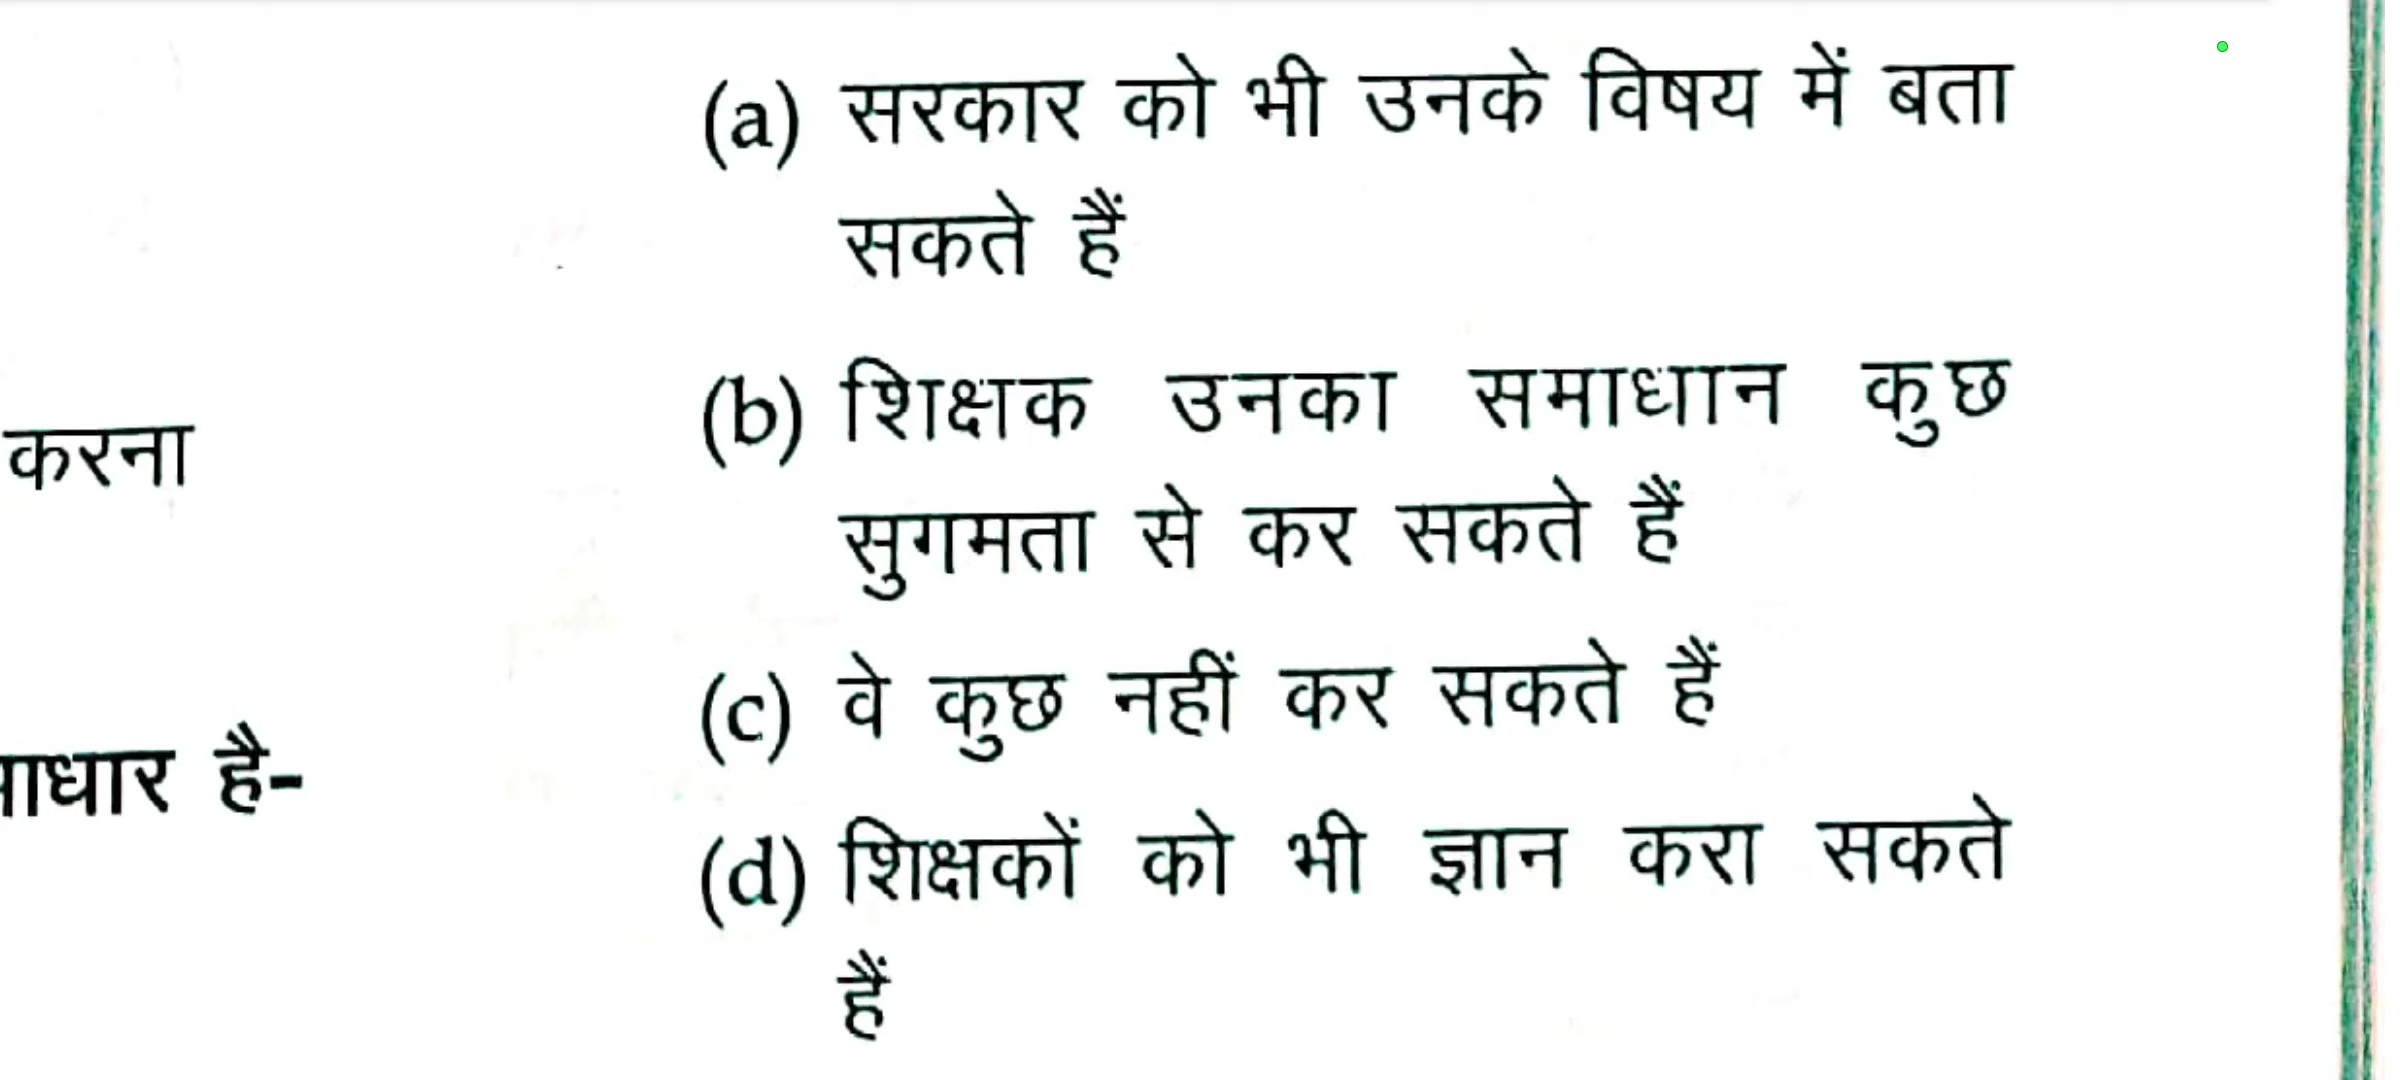 (a) सरकार को भी उनके विषय में बता
सकते हैं
(b) शिक्षक उनका समाधान कुछ
सुगमता से कर सकते हैं
(c) वे कुछ नहीं कर सकते हैं
(d) शिक्षकों को भी ज्ञान करा सकते
हैं
करना
है-